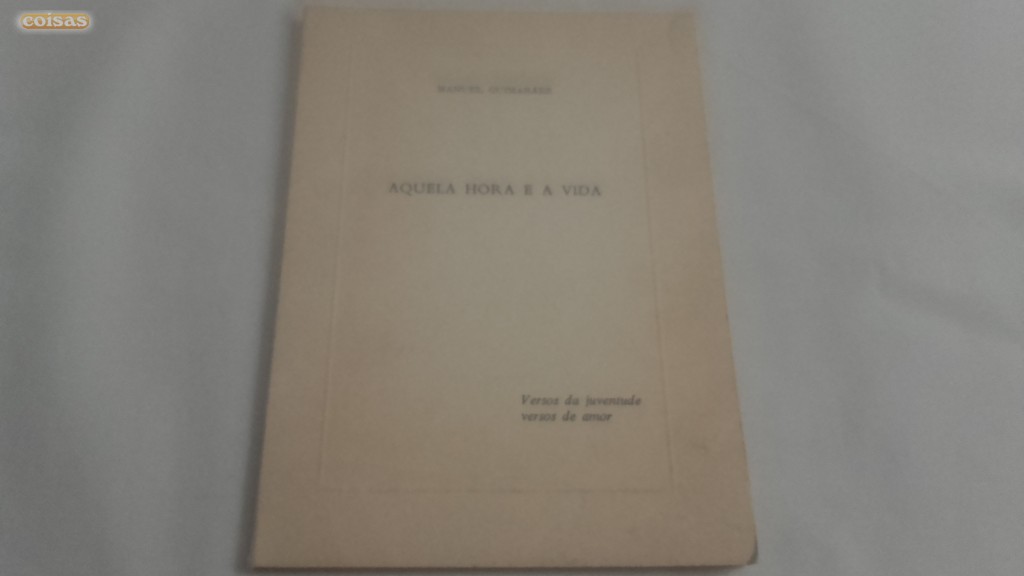 coisas
MANUEL GUIMARÃES
AQUELA HORA E A VIDA
Versos da juventude
versos de amor